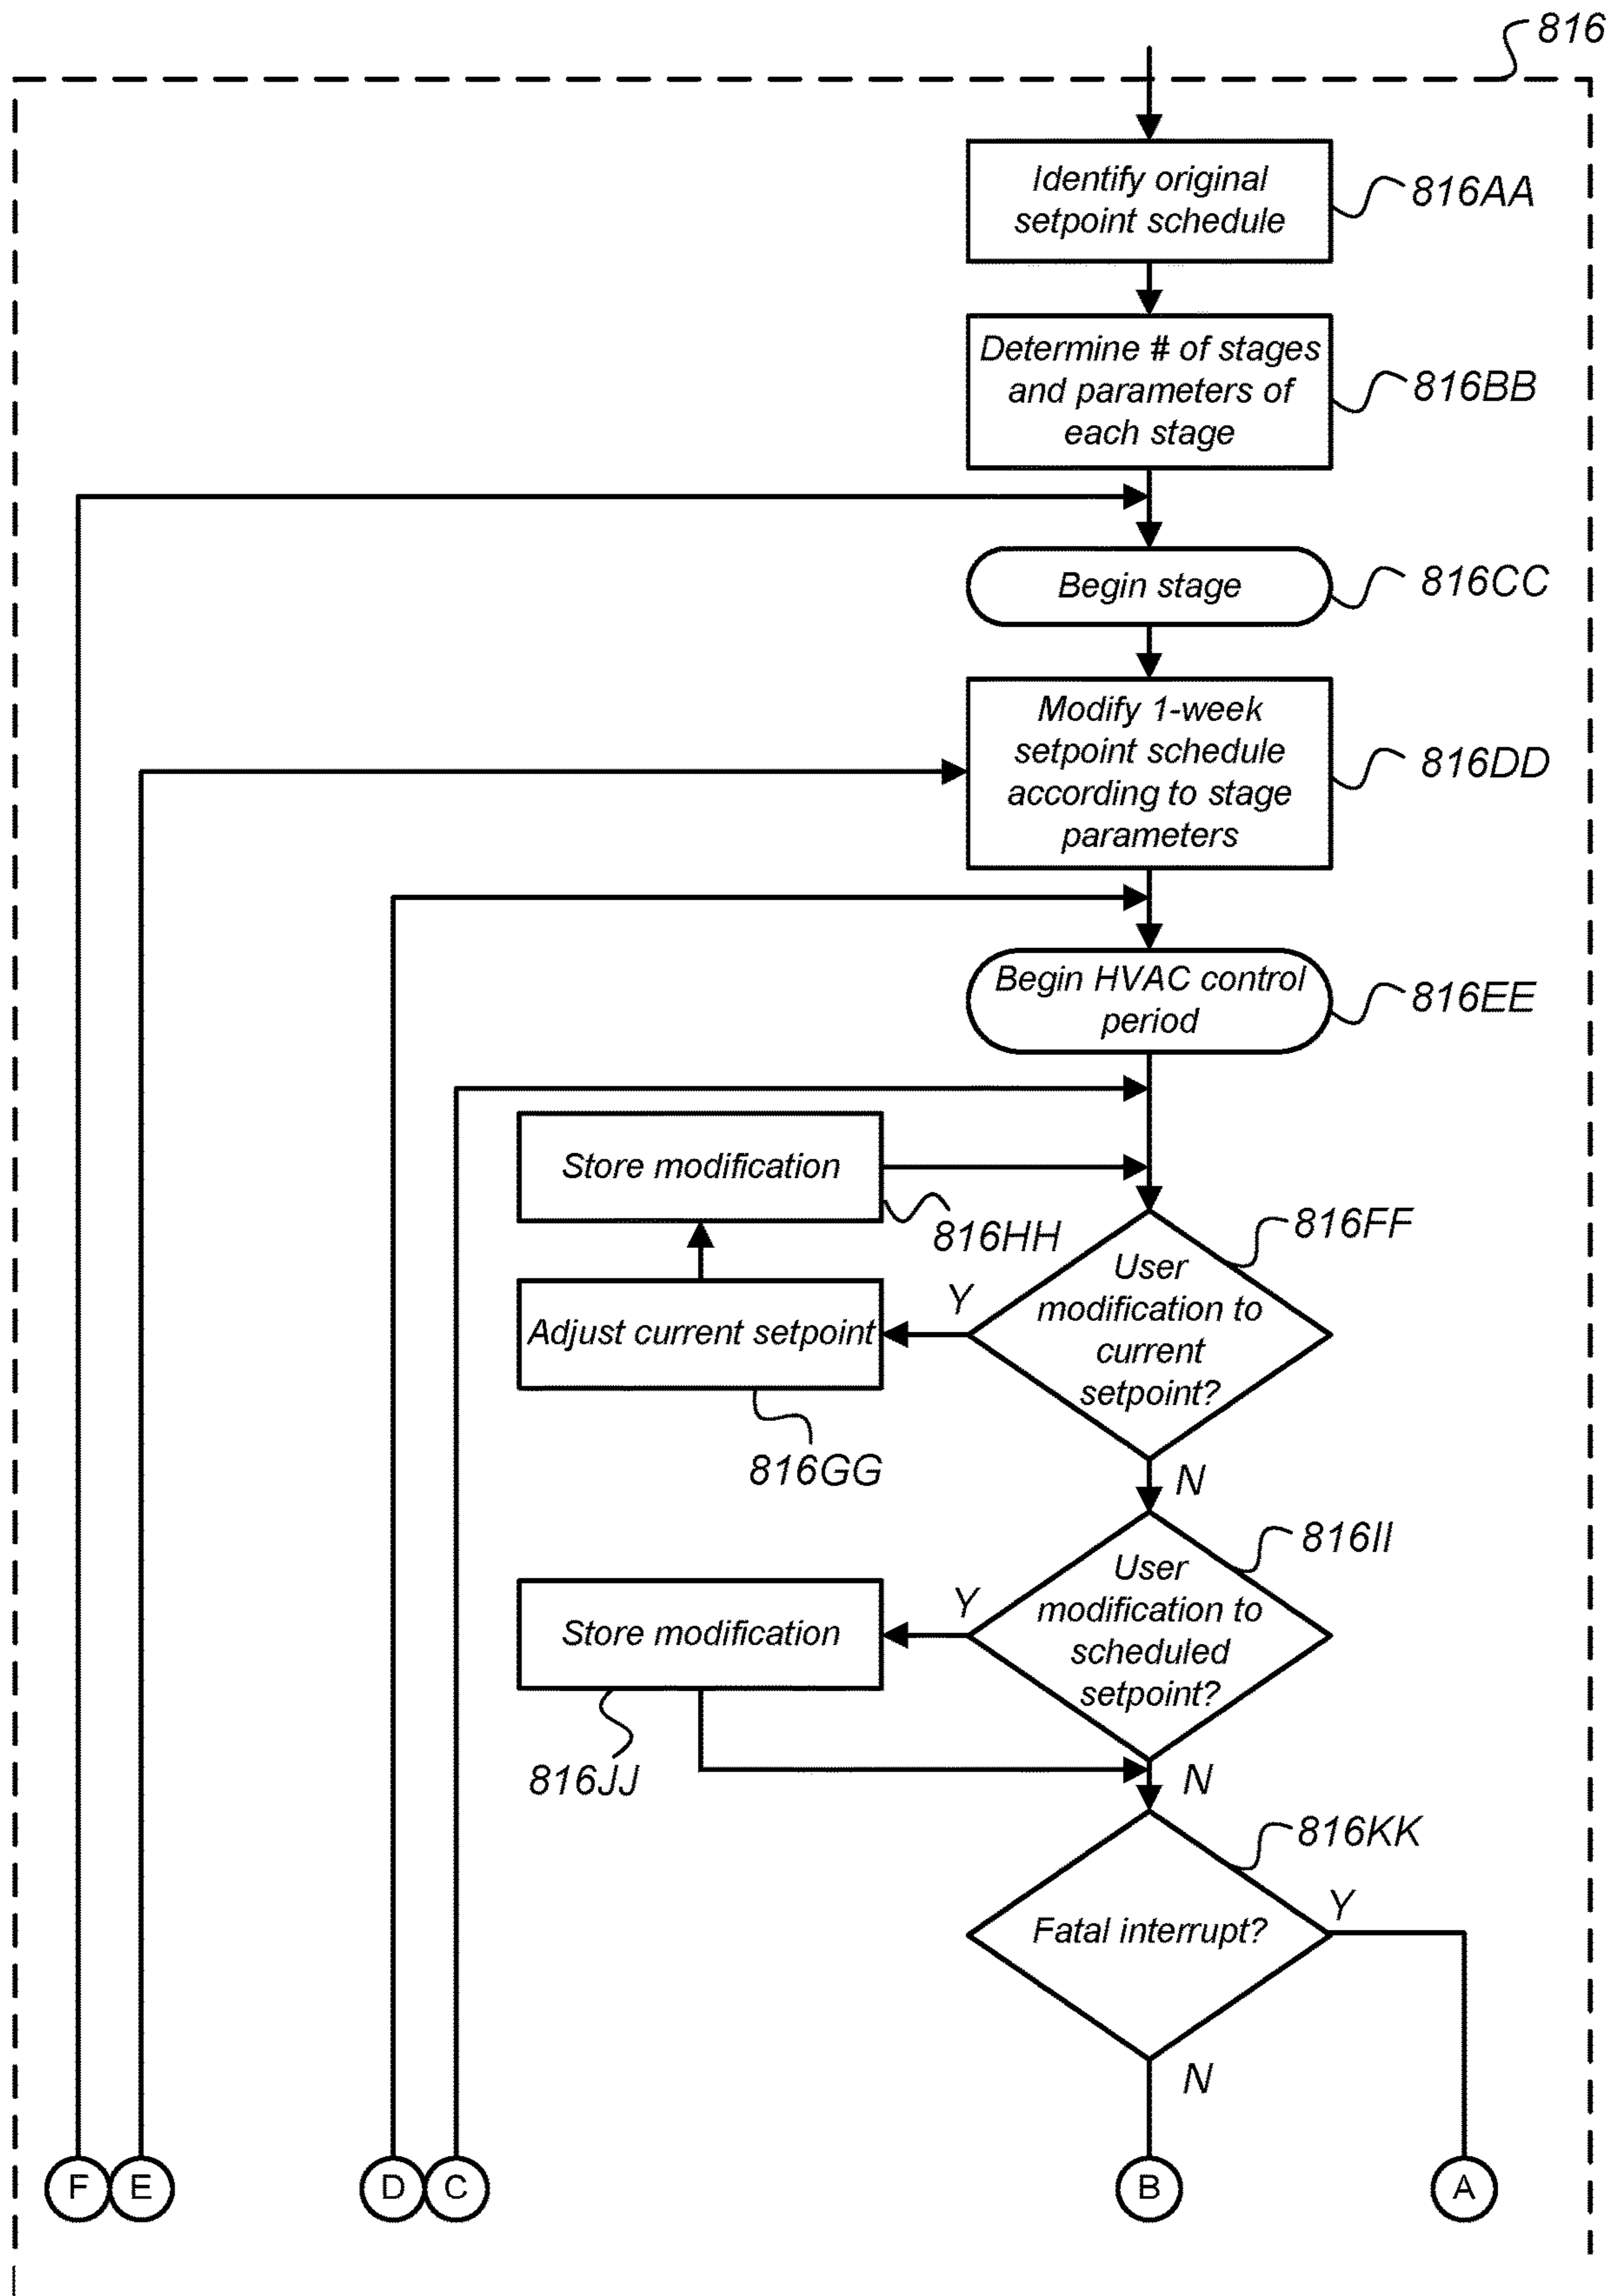 816
Identify original
setpoint schedule
816AA
Determine # of stages
and parameters of
each stage
816BB
Begin stage
816CC
Modify 1-week
setpoint schedule
according to stage
parameters
816DD
Begin HVAC control
period
816EE
Store modification
816HH
816FF
User
modification to
current
setpoint?
Y
Adjust current setpoint
816GG
N
816II
User
modification to
scheduled
setpoint?
Y
Store modification
816JJ
N
816KK
Fatal interrupt?
Y
N
F
E
D
C
B
A